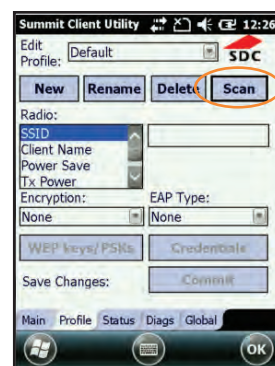 Summit Client Utility 12:26
Edit Profile: Default SDC
New Rename Delete Scan
Radio:
SSID
Client Name
Power Save
Tx Power
Encryption: EAP Type:
None None
WEP keys/PSKs Credentials
Save Changes: Commit
Main Profile Status Diags Global
OK